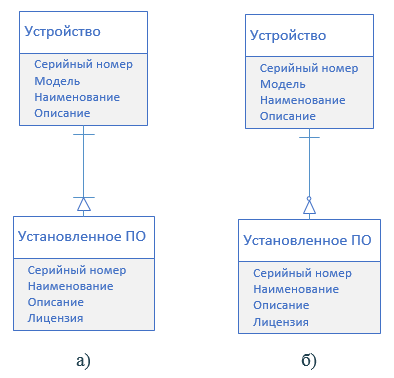 Устройство
Серийный номер
Модель
Наименование
Описание
Установленное ПО
Серийный номер
Наименование
Описание
Лицензия
а)
Устройство
Серийный номер
Модель
Наименование
Описание
Установленное ПО
Серийный номер
Наименование
Описание
Лицензия
б)